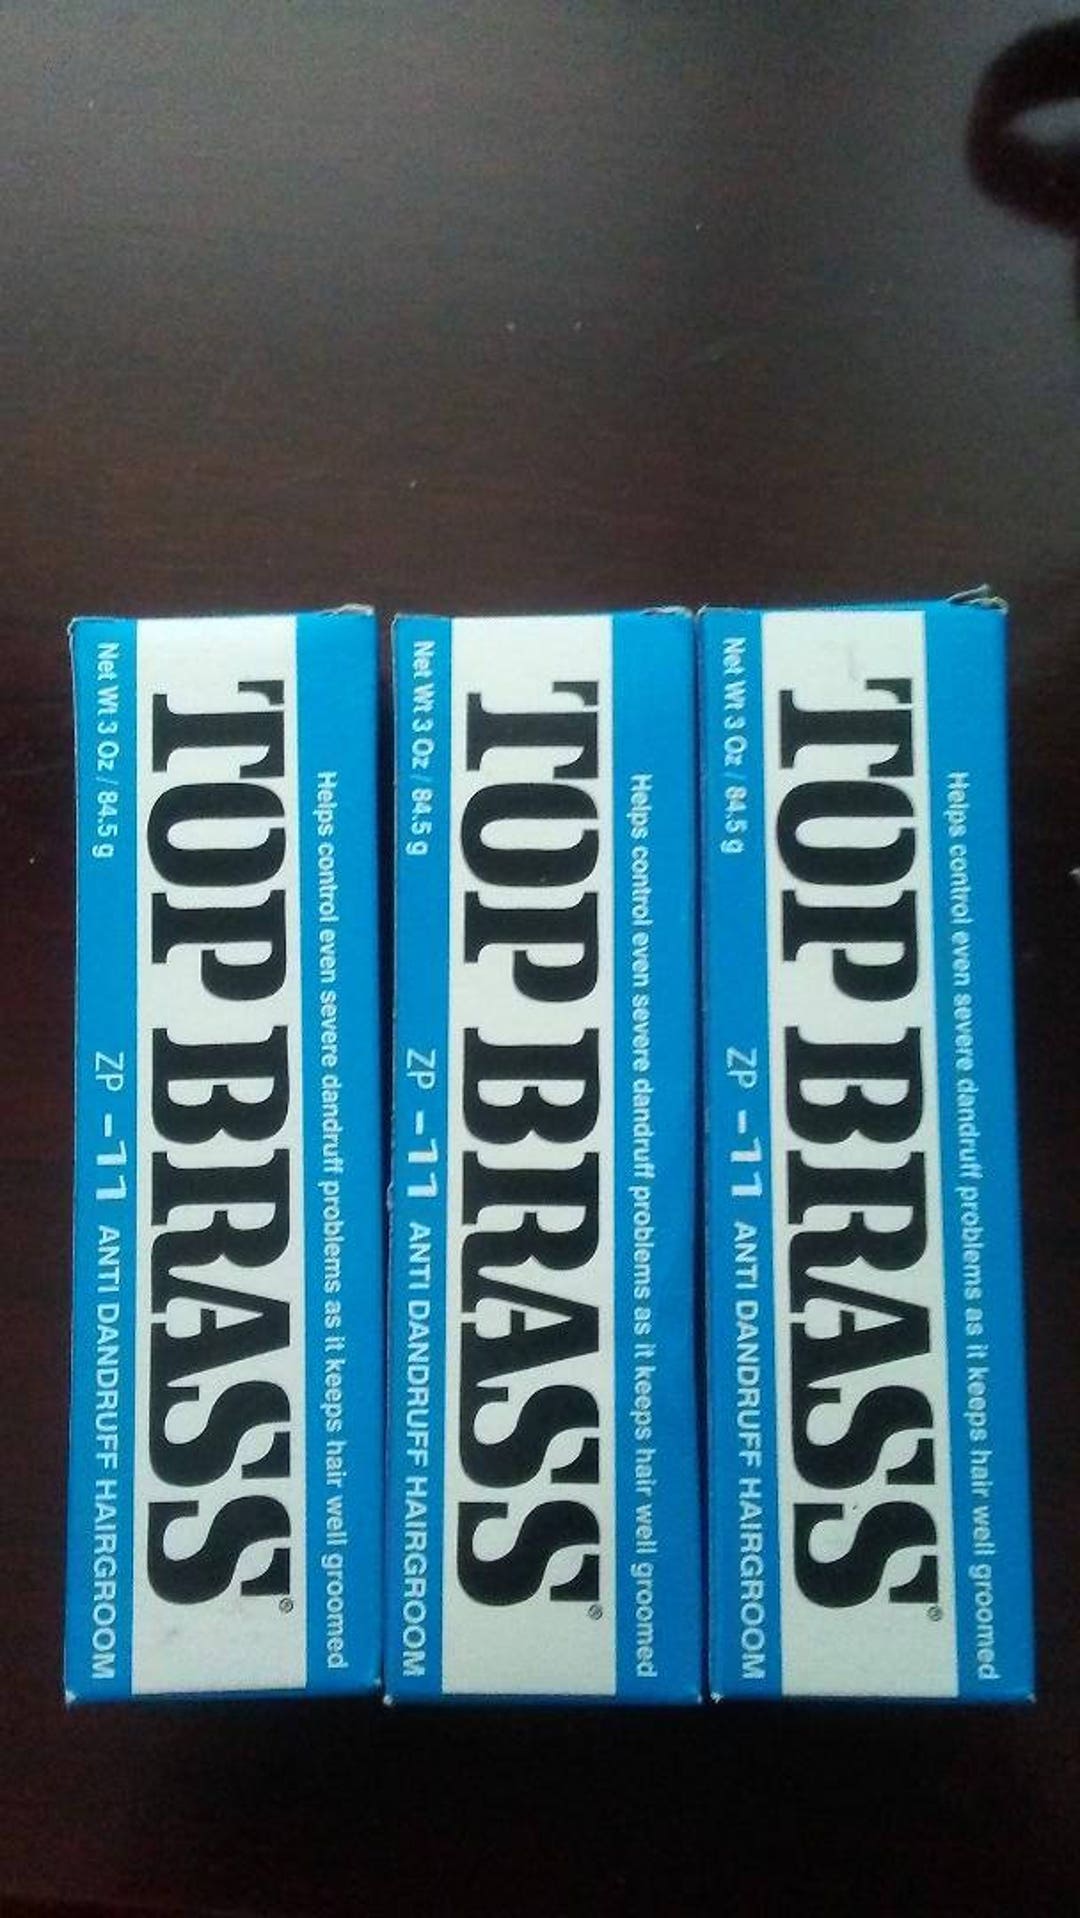 Helps control even severe dandruff problems as it keeps hair well groomed
TOP BRASS®
Net Wt 3 Oz / 84.5 g ZP -11 ANTI DANDRUFF HAIRGROOM
Helps control even severe dandruff problems as it keeps hair well groomed
TOP BRASS®
Net Wt 3 Oz / 84.5 g ZP -11 ANTI DANDRUFF HAIRGROOM
Helps control even severe dandruff problems as it keeps hair well groomed
TOP BRASS®
Net Wt 3 Oz / 84.5 g ZP -11 ANTI DANDRUFF HAIRGROOM